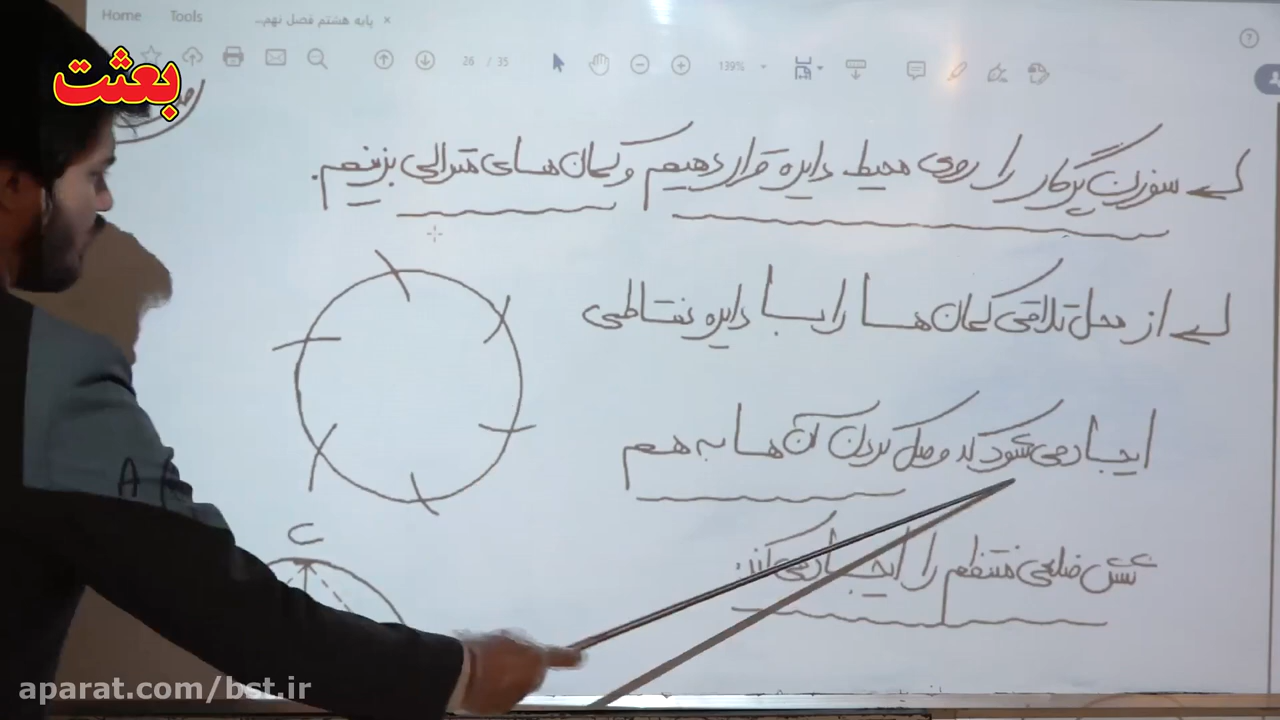 Home Tools پایه هشتم فصل نهم... ×
26 / 35 139%
بعثت
سوزن پرگار را روی محیط دایره قرار دهیم و کمان های متوالی بزنیم.
از محل تلاقی کمان ها را با دایره نقاطی
ایجاد می شود که وصل کردن آن ها به هم
شش ضلعی منتظم را ایجاد می کند.
C
aparat.com/bst.ir